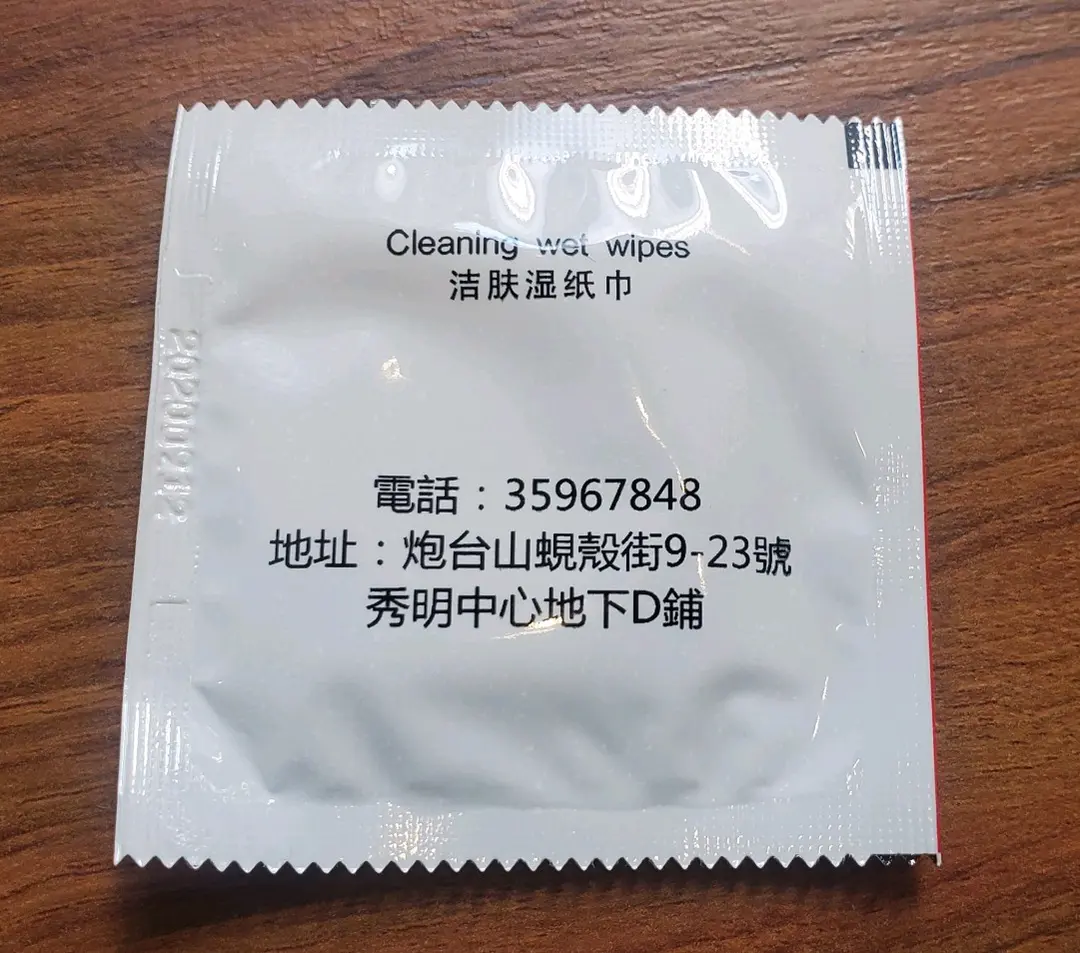 Cleaning wet wipes
洁肤湿纸巾
電話：35967848
地址：炮台山蜆殼街9-23號
秀明中心地下D鋪